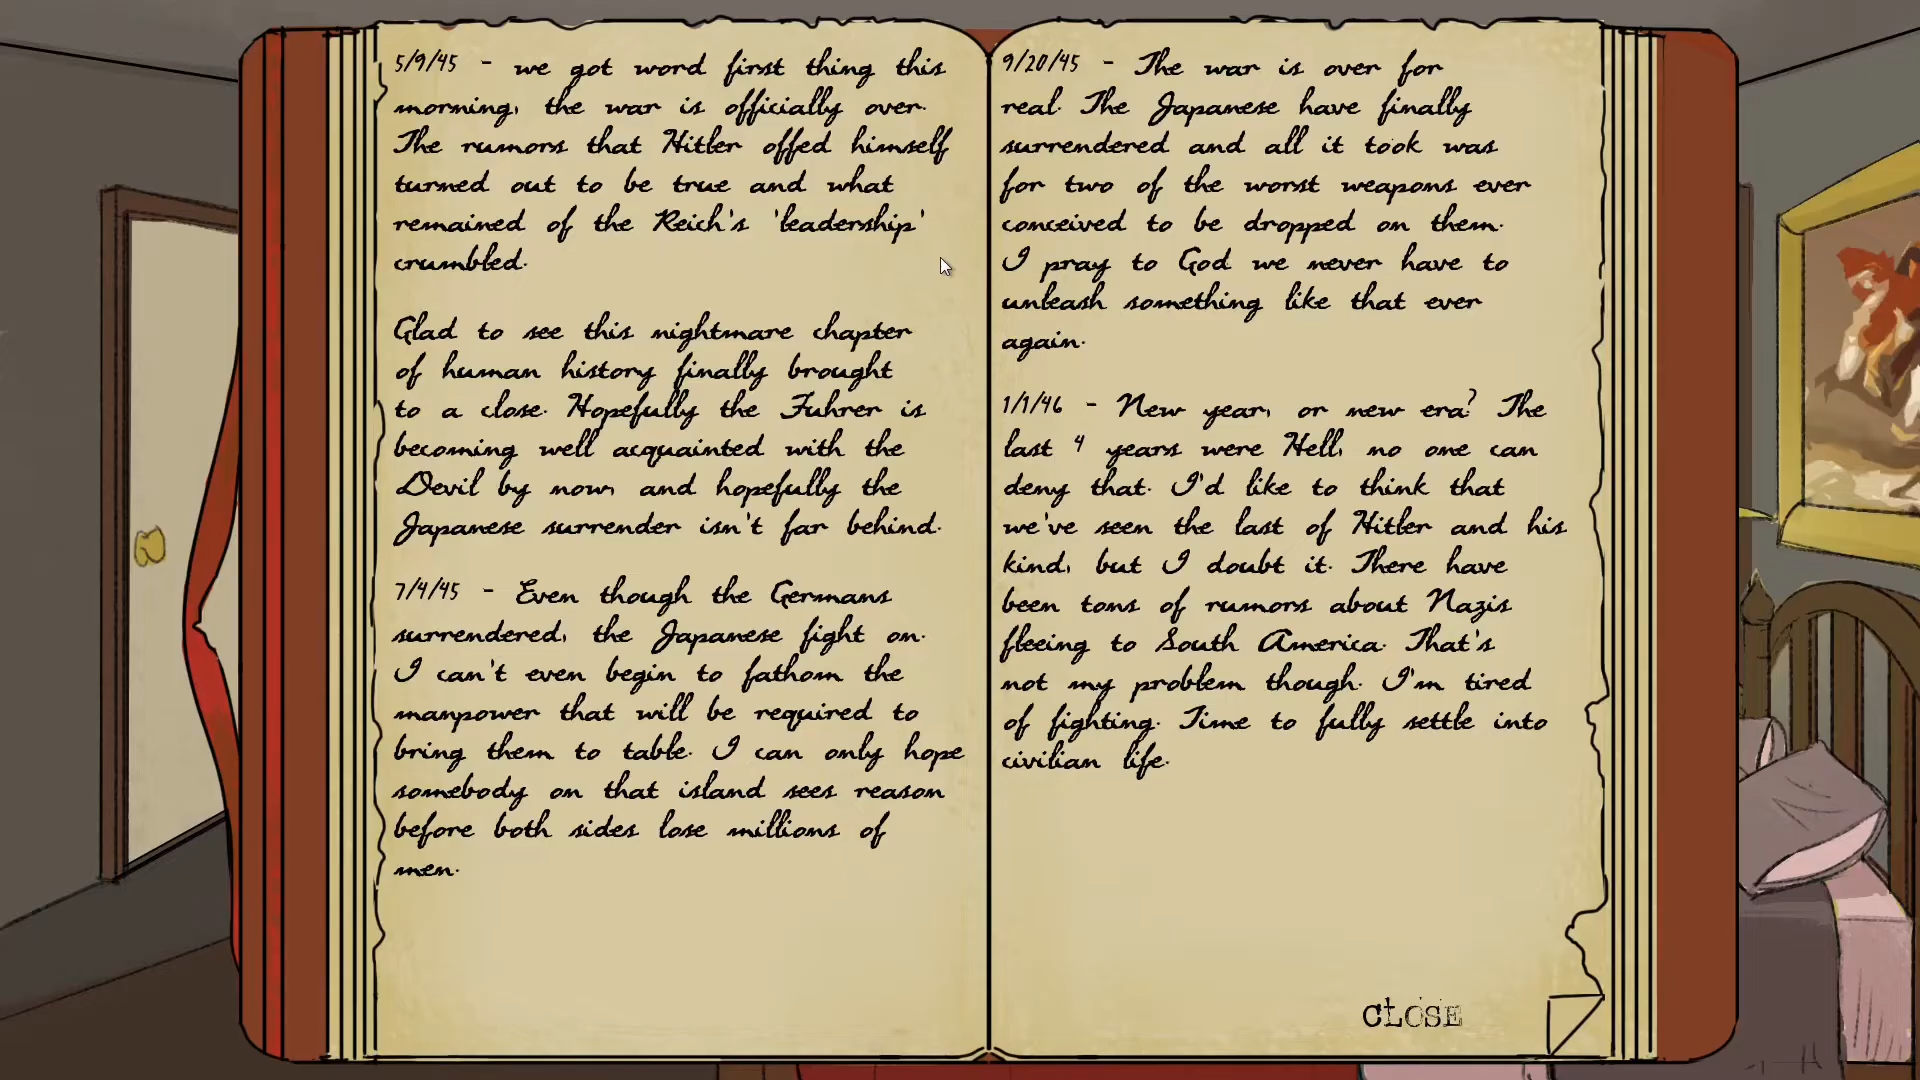 5/9/45 - we got word first thing this
morning, the war is officially over.
The rumors that Hitler offed himself
turned out to be true and what
remained of the Reich's 'leadership'
crumbled.
Glad to see this nightmare chapter
of human history finally brought
to a close. Hopefully the Fuhrer is
becoming well acquainted with the
Devil by now, and hopefully the
Japanese surrender isn't far behind.
7/4/45 - Even though the Germans
surrendered, the Japanese fight on.
I can't even begin to fathom the
manpower that will be required to
bring them to table. I can only hope
somebody on that island sees reason
before both sides lose millions of
men.
9/20/45 - The war is over for
real. The Japanese have finally
surrendered and all it took was
for two of the worst weapons ever
conceived to be dropped on them.
I pray to God we never have to
unleash something like that ever
again.
1/1/46 - New year, or new era? The
last 4 years were Hell, no one can
deny that. I'd like to think that
we've seen the last of Hitler and his
kind, but I doubt it. There have
been tons of rumors about Nazis
fleeing to South America. That's
not my problem though. I'm tired
of fighting. Time to fully settle into
civilian life.
CLOSE